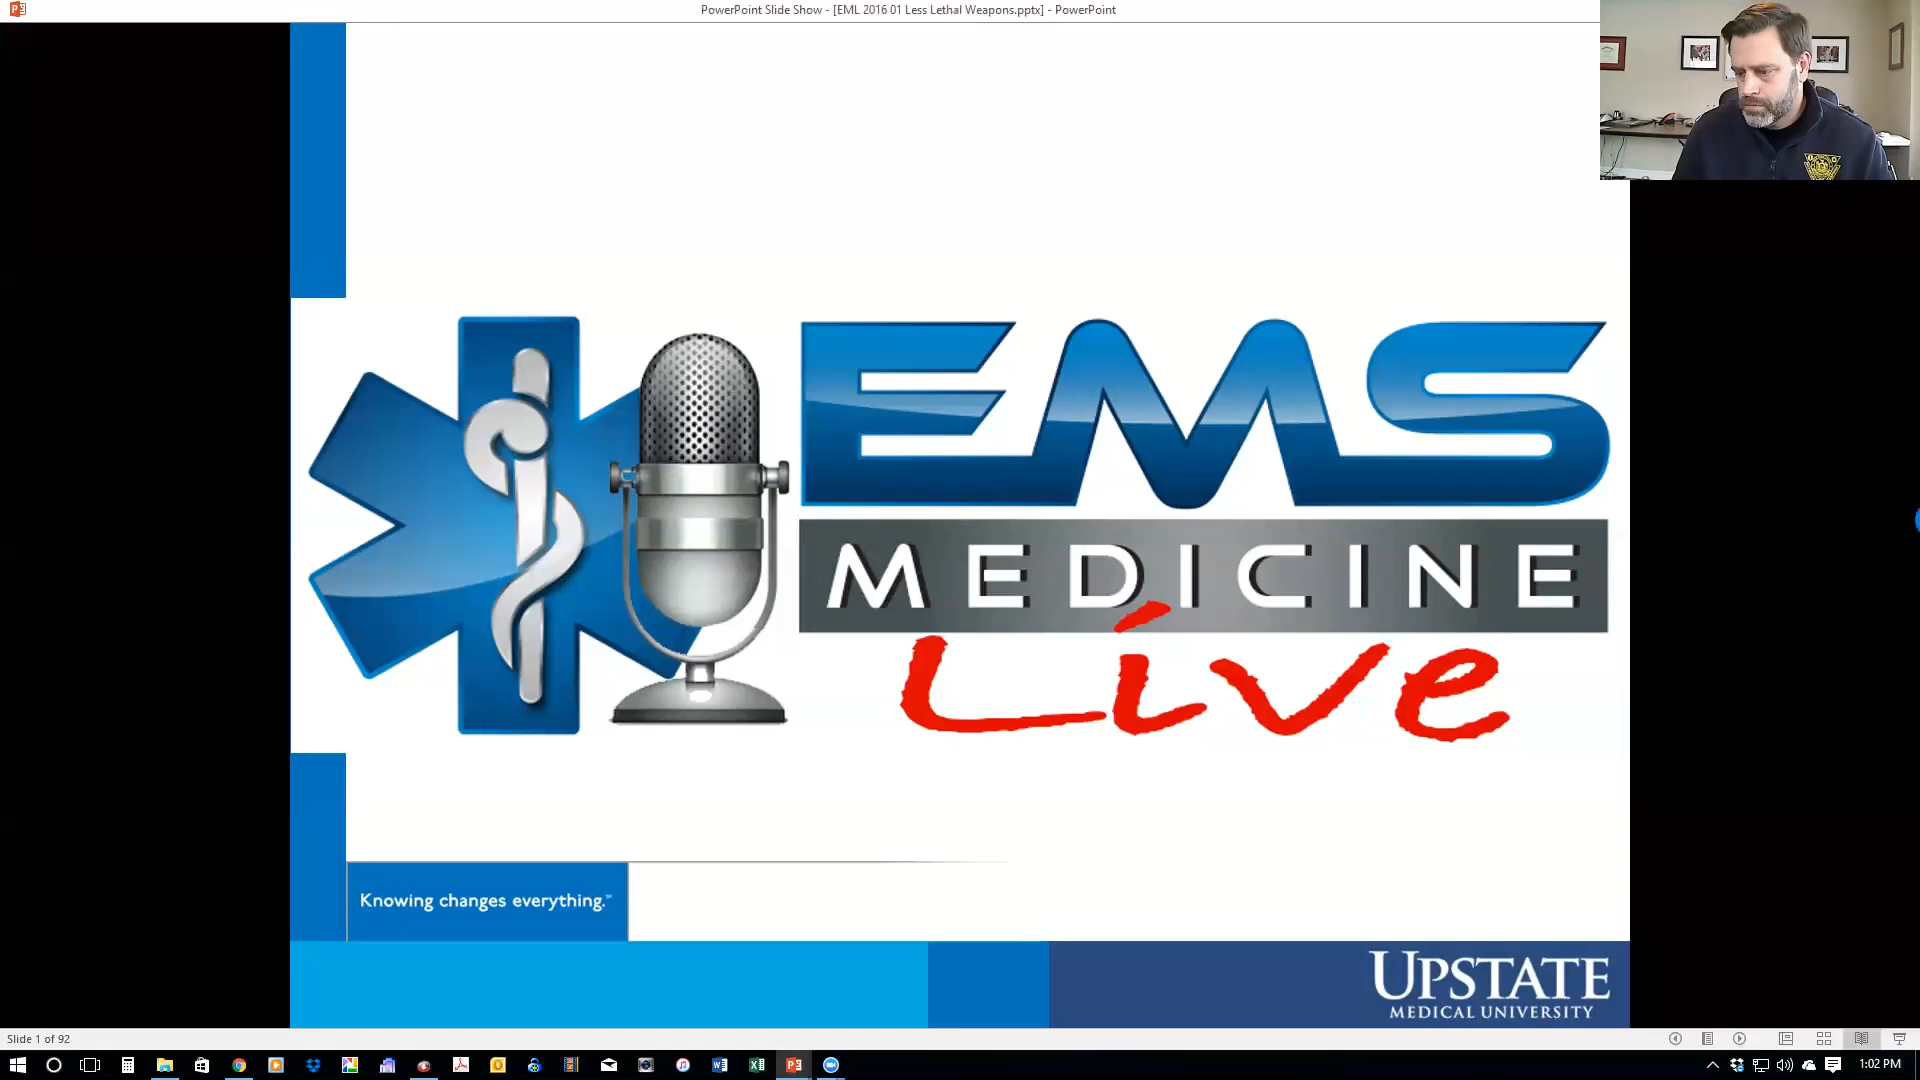 PowerPoint Slide Show - [EML 2016 01 Less Lethal Weapons.pptx] - PowerPoint
EMS
MEDICINE
Live
Knowing changes everything.
UPSTATE
MEDICAL UNIVERSITY
Slide 1 of 92
1:02 PM